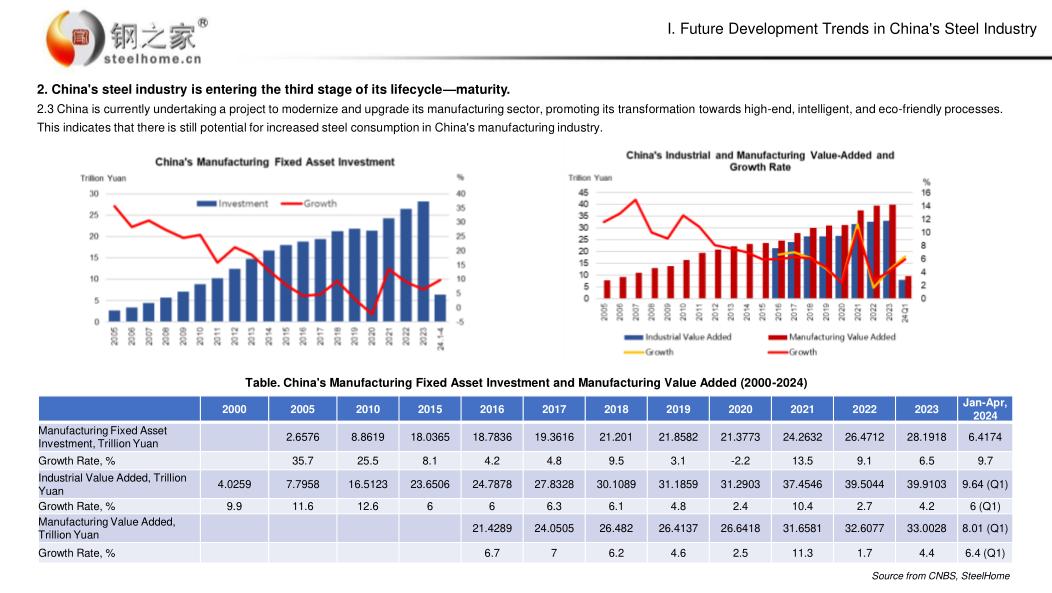 钢之家®
steelhome.cn
I. Future Development Trends in China's Steel Industry
2. China's steel industry is entering the third stage of its lifecycle—maturity.
2.3 China is currently undertaking a project to modernize and upgrade its manufacturing sector, promoting its transformation towards high-end, intelligent, and eco-friendly processes.
This indicates that there is still potential for increased steel consumption in China's manufacturing industry.
China's Manufacturing Fixed Asset Investment
Trillion Yuan %
Investment Growth
30 25 20 15 10 5 0
40 35 30 25 20 15 10 5 0 -5
2005 2006 2007 2008 2009 2010 2011 2012 2013 2014 2015 2016 2017 2018 2019 2020 2021 2022 2023 24.1-4
China's Industrial and Manufacturing Value-Added and
Growth Rate
Trillion Yuan %
45 40 35 30 25 20 15 10 5 0
16 14 12 10 8 6 4 2 0
2005 2006 2007 2008 2009 2010 2011 2012 2013 2014 2015 2016 2017 2018 2019 2020 2021 2022 2023 24Q1
Industrial Value Added Manufacturing Value Added
Growth Growth
Table. China's Manufacturing Fixed Asset Investment and Manufacturing Value Added (2000-2024)
2000 2005 2010 2015 2016 2017 2018 2019 2020 2021 2022 2023 Jan-Apr,
2024
Manufacturing Fixed Asset
Investment, Trillion Yuan 2.6576 8.8619 18.0365 18.7836 19.3616 21.201 21.8582 21.3773 24.2632 26.4712 28.1918 6.4174
Growth Rate, % 35.7 25.5 8.1 4.2 4.8 9.5 3.1 -2.2 13.5 9.1 6.5 9.7
Industrial Value Added, Trillion
Yuan 4.0259 7.7958 16.5123 23.6506 24.7878 27.8328 30.1089 31.1859 31.2903 37.4546 39.5044 39.9103 9.64 (Q1)
Growth Rate, % 9.9 11.6 12.6 6 6 6.3 6.1 4.8 2.4 10.4 2.7 4.2 6 (Q1)
Manufacturing Value Added,
Trillion Yuan 21.4289 24.0505 26.482 26.4137 26.6418 31.6581 32.6077 33.0028 8.01 (Q1)
Growth Rate, % 6.7 7 6.2 4.6 2.5 11.3 1.7 4.4 6.4 (Q1)
Source from CNBS, SteelHome